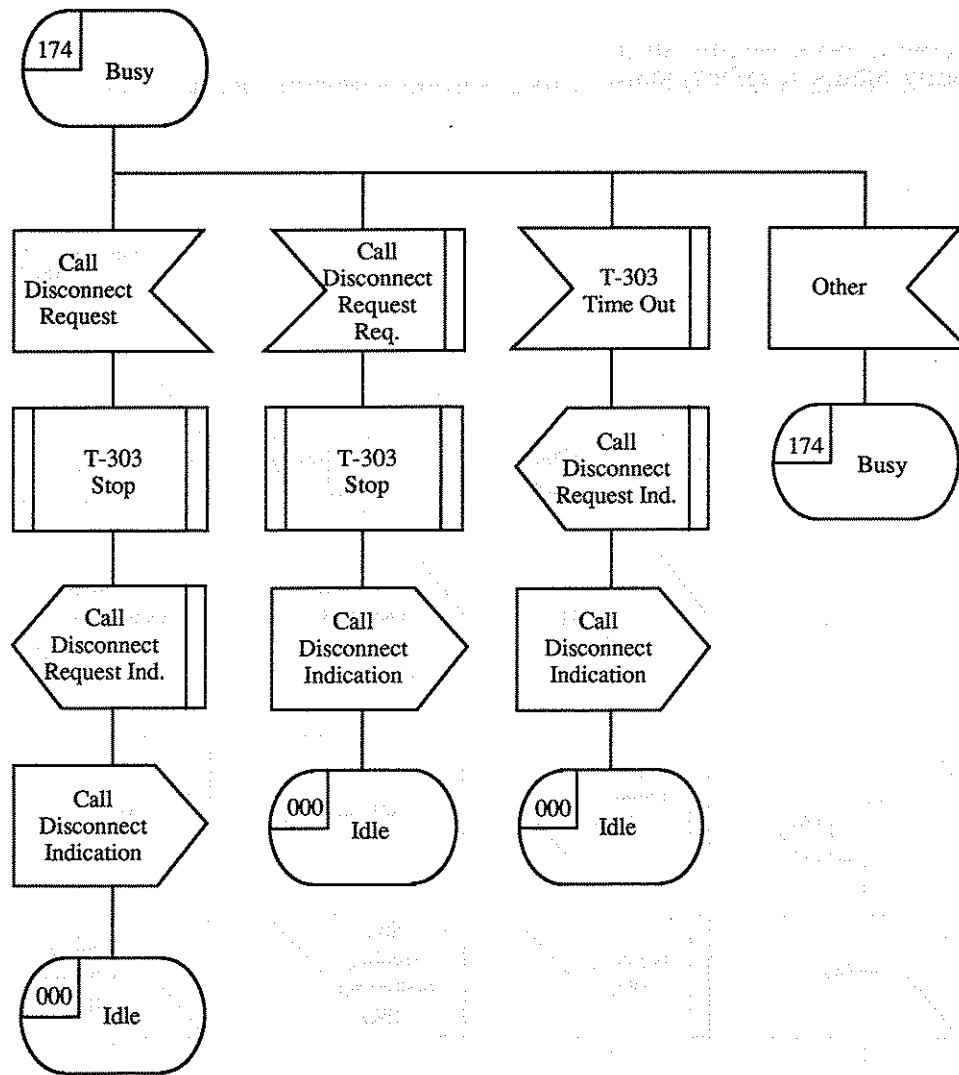 174
Busy
Call
Disconnect
Request
Call
Disconnect
Request
Req.
T-303
Time Out
Other
T-303
Stop
T-303
Stop
Call
Disconnect
Request Ind.
174
Busy
Call
Disconnect
Request Ind.
Call
Disconnect
Indication
Call
Disconnect
Indication
Call
Disconnect
Indication
000
Idle
000
Idle
000
Idle